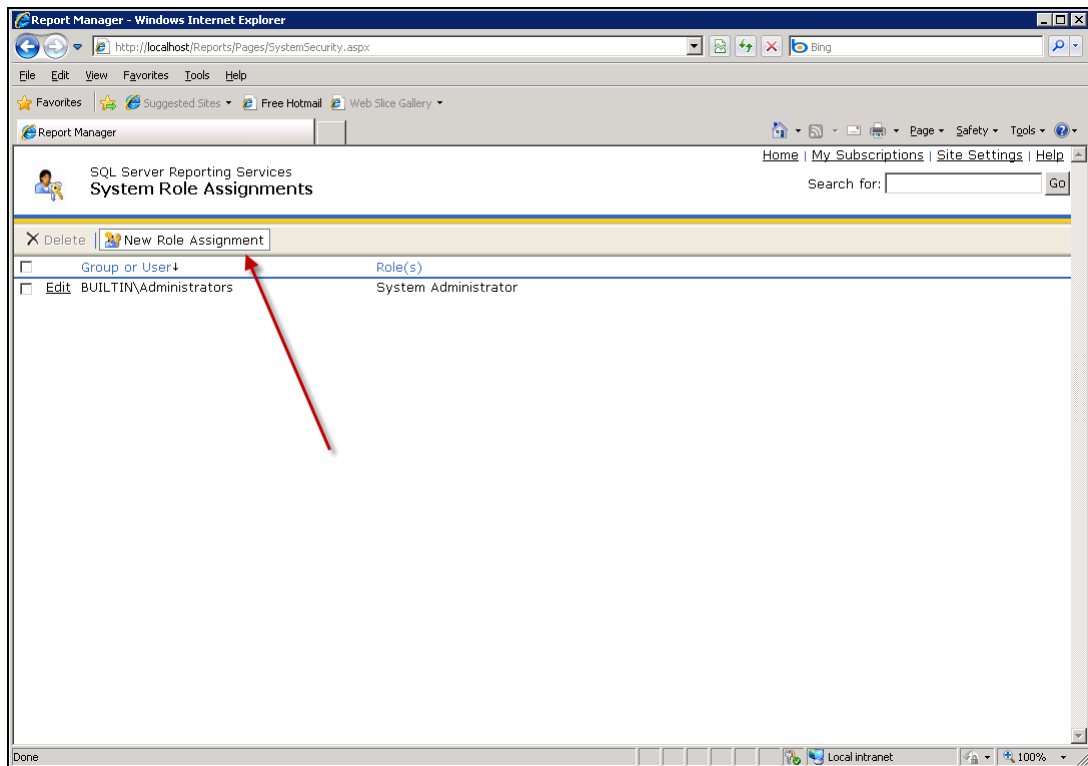 Report Manager - Windows Internet Explorer
http://localhost/Reports/Pages/SystemSecurity.aspx
Bing
File Edit View Favorites Tools Help
Favorites Suggested Sites Free Hotmail Web Slice Gallery
Report Manager
Page Safety Tools
Home | My Subscriptions | Site Settings | Help
SQL Server Reporting Services
System Role Assignments
Search for: Go
Delete | New Role Assignment
Group or User↓ Role(s)
Edit BUILTIN\Administrators System Administrator
Done Local intranet 100%